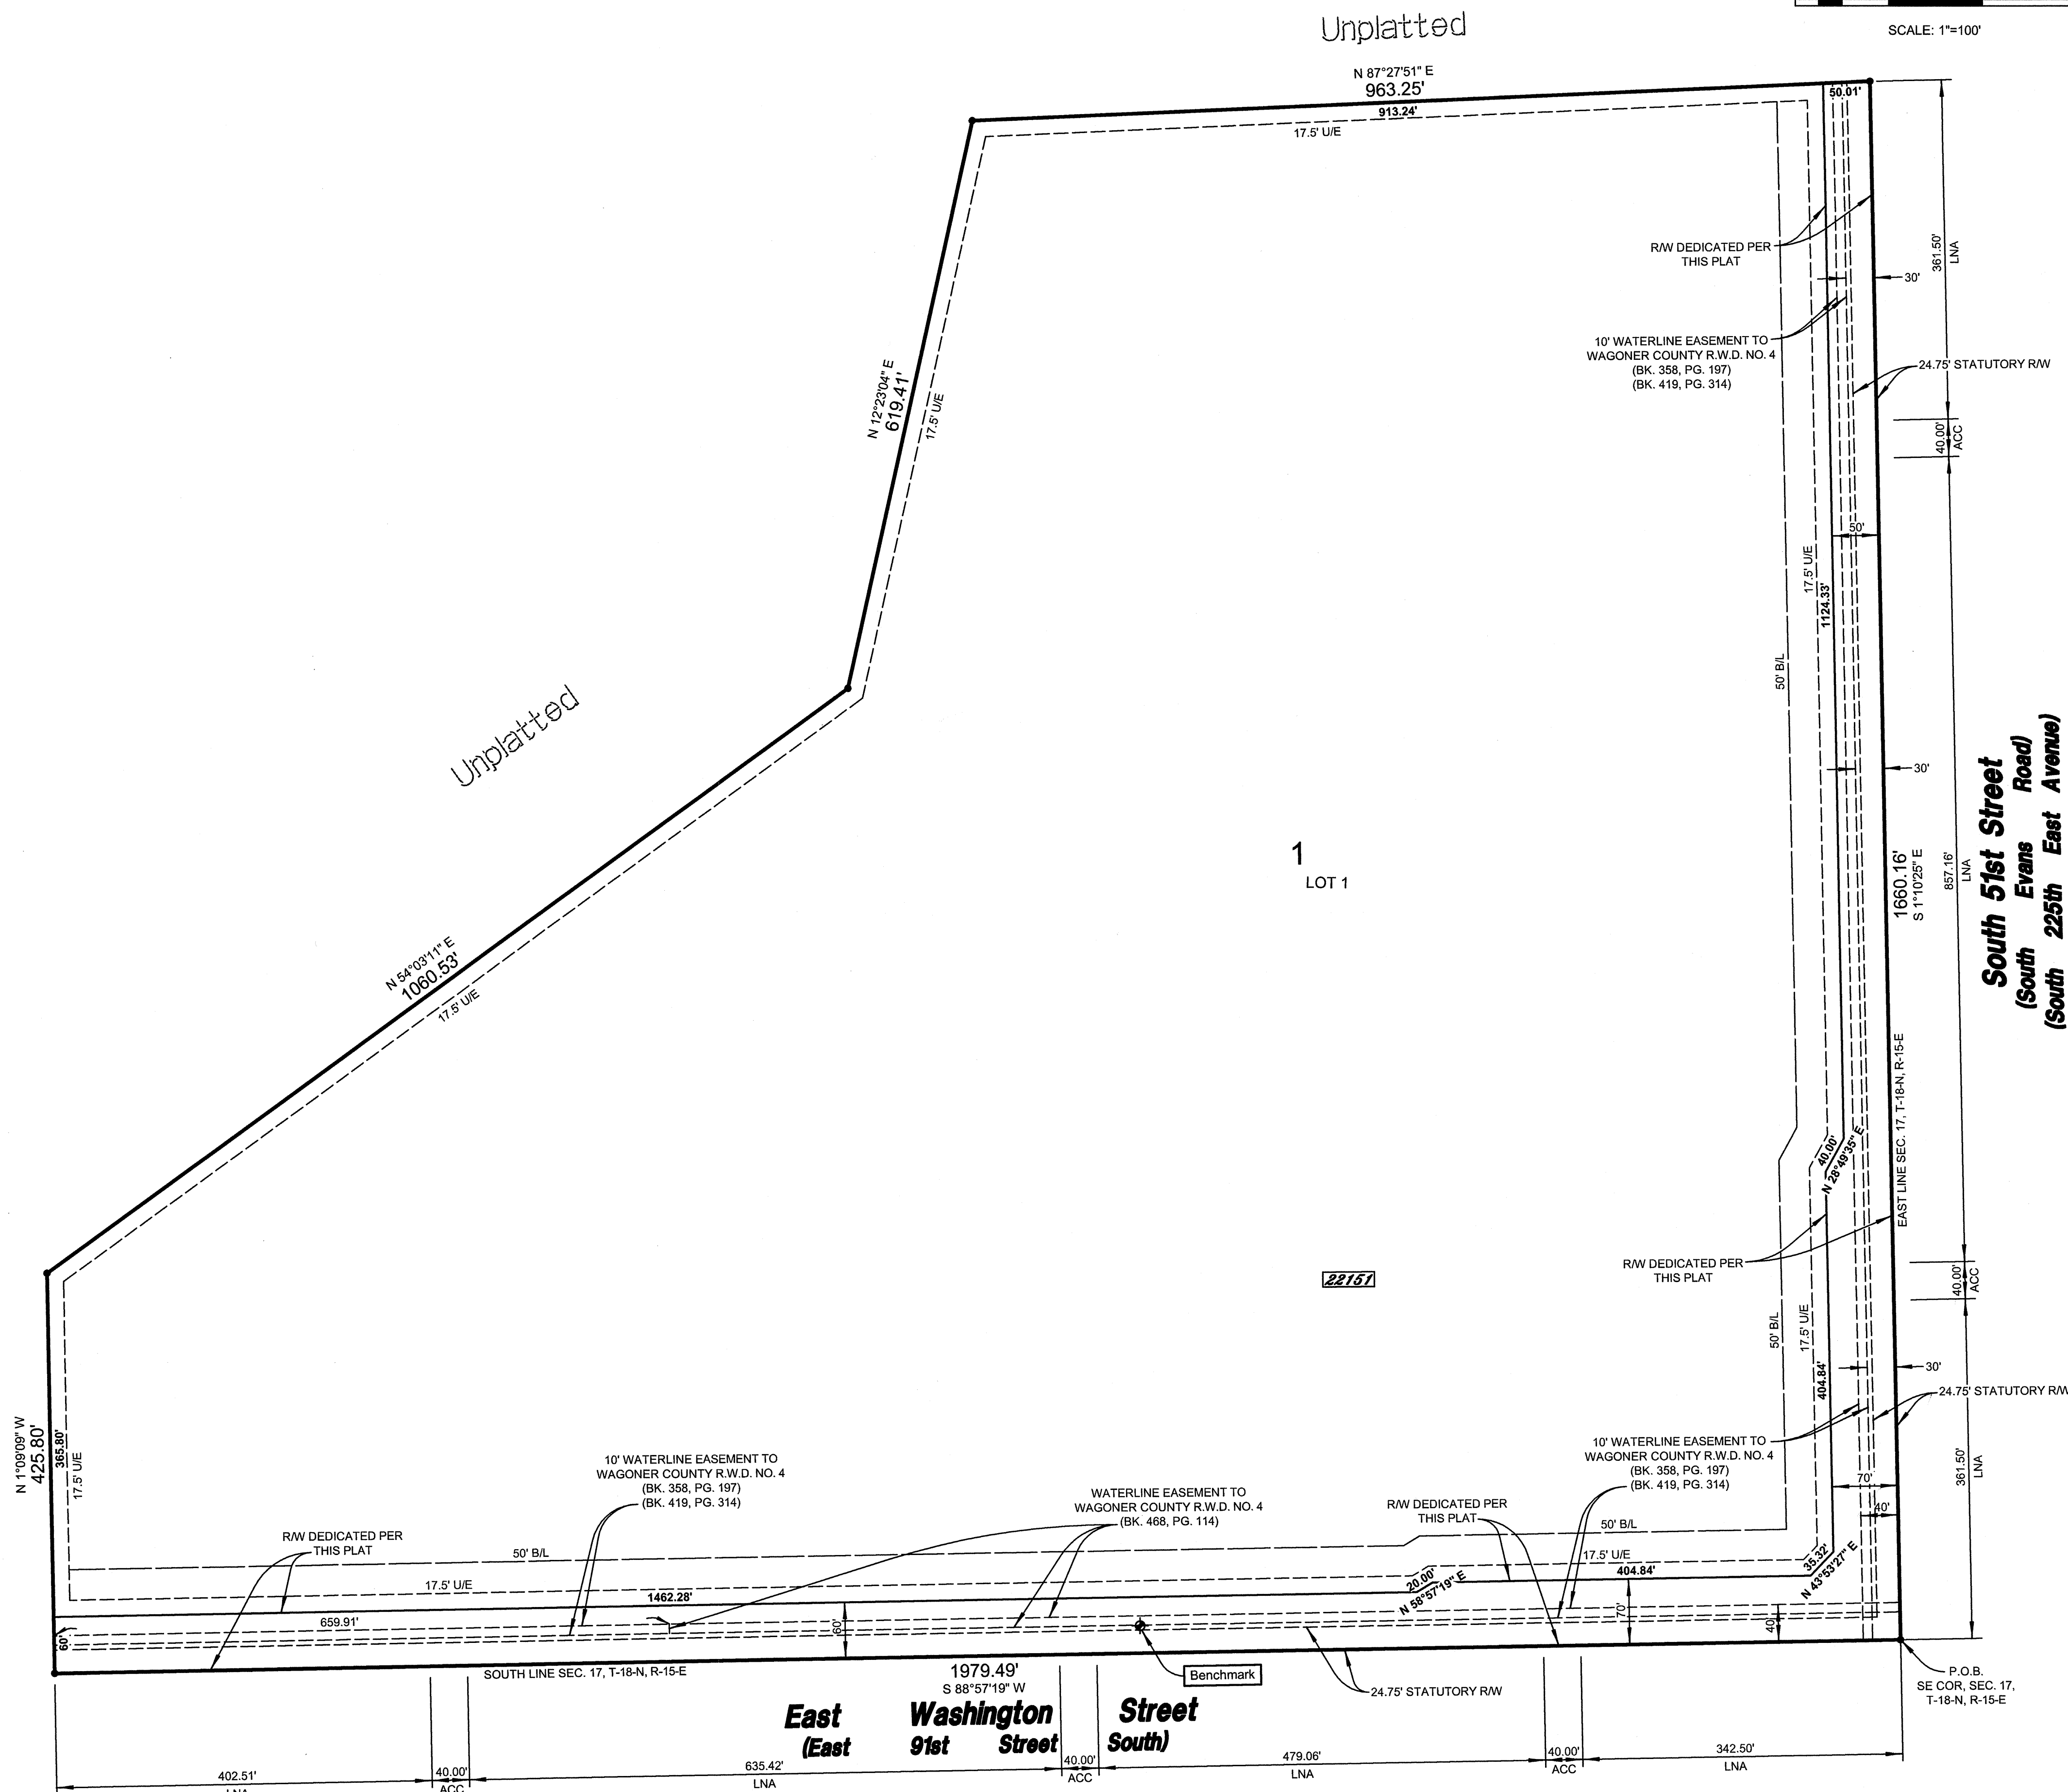 Unplatted
SCALE: 1"=100'
N 87°27'51" E
963.25'
50.01'
913.24'
17.5' U/E
R/W DEDICATED PER
THIS PLAT
361.50'
LNA
30'
10' WATERLINE EASEMENT TO
WAGONER COUNTY R.W.D. NO. 4
(BK. 358, PG. 197)
(BK. 419, PG. 314)
24.75' STATUTORY R/W
N 12°23'04" E
619.41'
17.5' U/E
40.00'
ACC
50'
17.5' U/E
1124.33'
50' B/L
Unplatted
30'
South 51st Street
(South Evans Road)
(South 225th East Avenue)
1
LOT 1
1660.16'
S 1°10'25" E
857.16'
LNA
N 54°03'11" E
1060.53'
17.5' U/E
EAST LINE SEC. 17, T-18-N, R-15-E
40.00'
N 28°49'35" E
R/W DEDICATED PER
THIS PLAT
22151
40.00'
ACC
50' B/L
17.5' U/E
30'
404.84'
24.75' STATUTORY R/W
N 1°09'09" W
425.80'
365.80'
17.5' U/E
10' WATERLINE EASEMENT TO
WAGONER COUNTY R.W.D. NO. 4
(BK. 358, PG. 197)
(BK. 419, PG. 314)
10' WATERLINE EASEMENT TO
WAGONER COUNTY R.W.D. NO. 4
(BK. 358, PG. 197)
(BK. 419, PG. 314)
361.50'
LNA
70'
40'
WATERLINE EASEMENT TO
WAGONER COUNTY R.W.D. NO. 4
(BK. 468, PG. 114)
R/W DEDICATED PER
THIS PLAT
R/W DEDICATED PER
THIS PLAT
50' B/L
50' B/L
17.5' U/E
17.5' U/E
35.32'
N 43°53'27" E
404.84'
20.00'
N 58°57'19" E
1462.28'
659.91'
60'
60'
70'
40'
SOUTH LINE SEC. 17, T-18-N, R-15-E
1979.49'
S 88°57'19" W
Benchmark
24.75' STATUTORY R/W
P.O.B.
SE COR, SEC. 17,
T-18-N, R-15-E
East Washington Street
(East 91st Street South)
402.51'
LNA
40.00'
ACC
635.42'
LNA
40.00'
ACC
479.06'
LNA
40.00'
ACC
342.50'
LNA